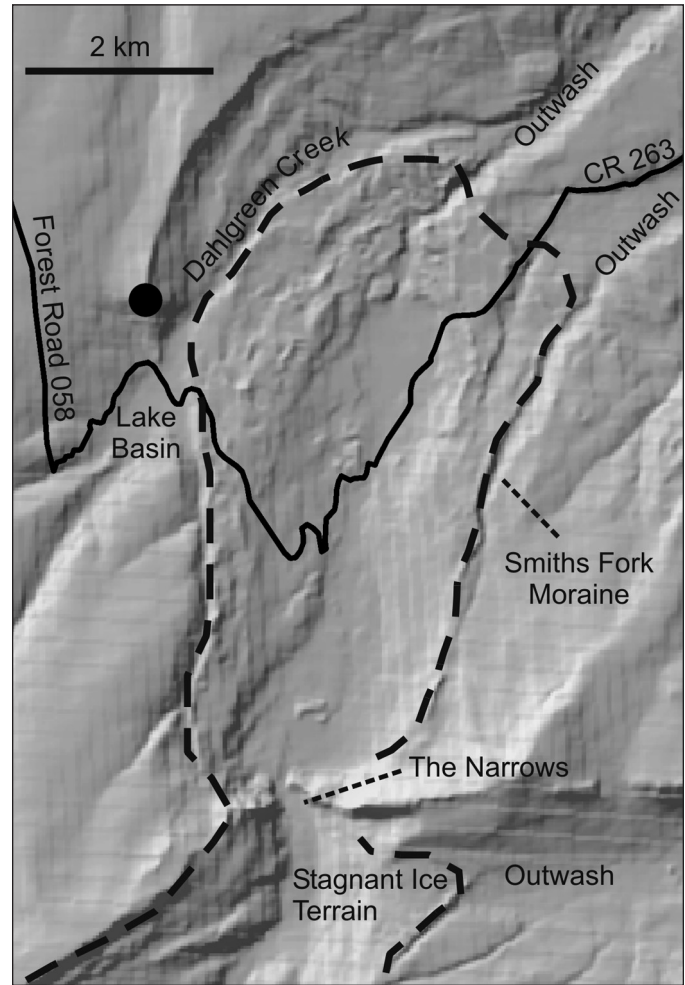 2 km
Outwash
Dahlgreen Creek
CR 263
Forest Road 058
Outwash
Lake
Basin
Smiths Fork
Moraine
The Narrows
Stagnant Ice
Terrain
Outwash